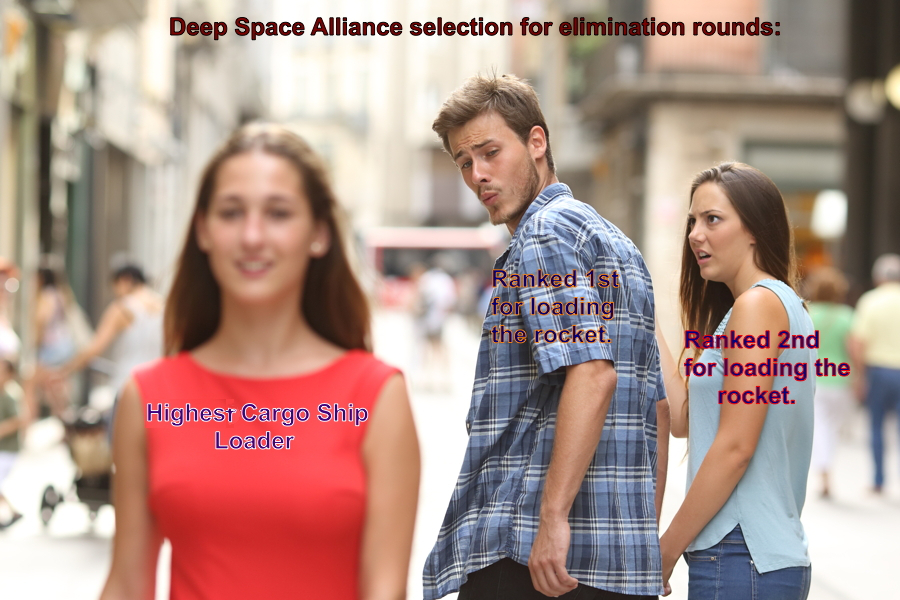 Deep Space Alliance selection for elimination rounds:
Ranked 1st
for loading
the rocket.
Ranked 2nd
for loading the
rocket.
Highest Cargo Ship
Loader